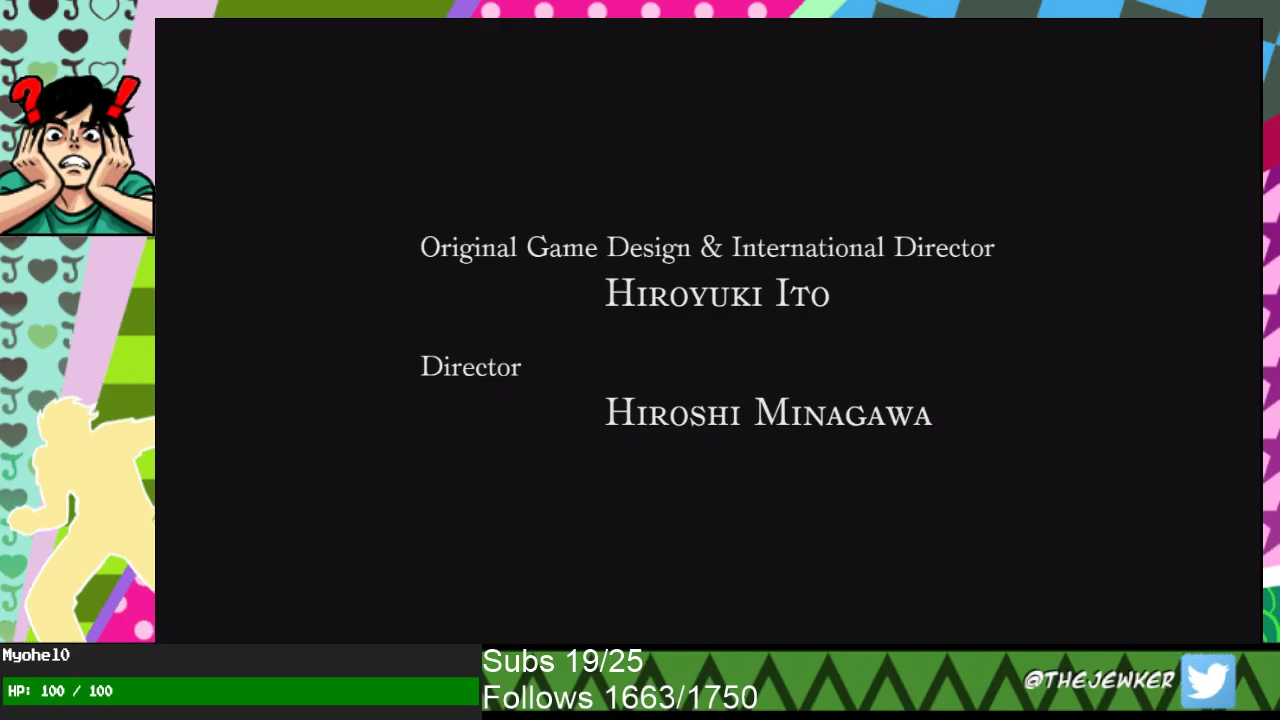 Original Game Design & International Director
Hiroyuki Ito
Director
Hiroshi Minagawa
Myohel0
HP: 100 / 100
Subs 19/25
Follows 1663/1750
@THEJEWKER